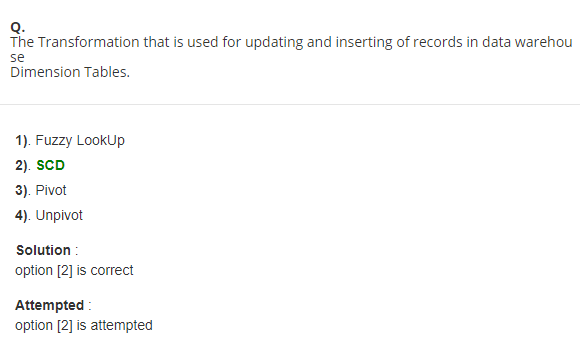 Q.
The Transformation that is used for updating and inserting of records in data warehou
se
Dimension Tables.
1). Fuzzy LookUp
2). SCD
3). Pivot
4). Unpivot
Solution :
option [2] is correct
Attempted :
option [2] is attempted